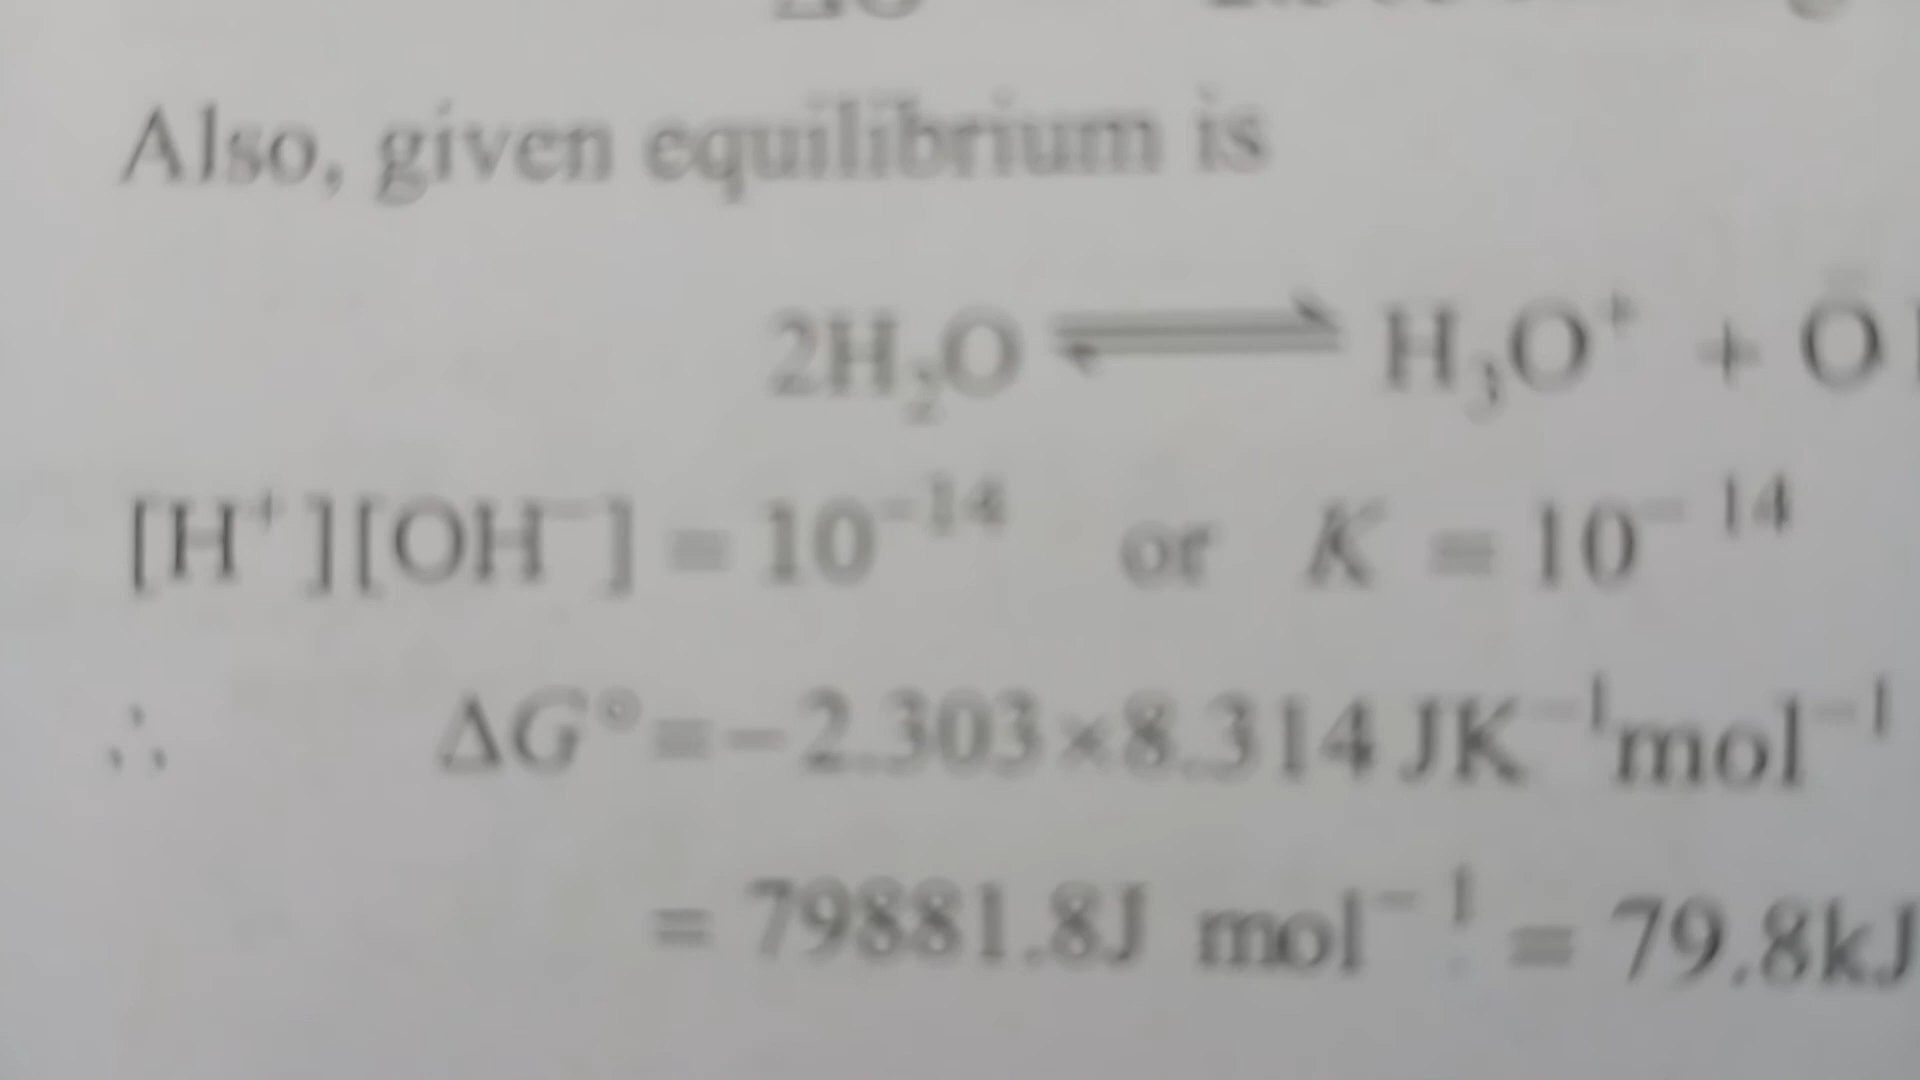 Also, given equilibrium is
2H₂O ⇌ H₃O⁺ + O
[H⁺][OH⁻] = 10⁻¹⁴ or K = 10⁻¹⁴
∴ ΔG° = −2.303×8.314 JK⁻¹mol⁻¹
= 79881.8J mol⁻¹ = 79.8kJ